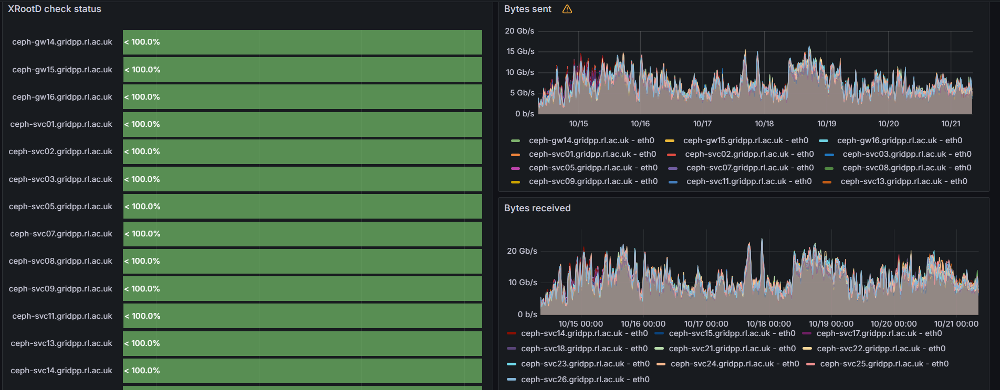 XRootD check status
ceph-gw14.gridpp.rl.ac.uk < 100.0%
ceph-gw15.gridpp.rl.ac.uk < 100.0%
ceph-gw16.gridpp.rl.ac.uk < 100.0%
ceph-svc01.gridpp.rl.ac.uk < 100.0%
ceph-svc02.gridpp.rl.ac.uk < 100.0%
ceph-svc03.gridpp.rl.ac.uk < 100.0%
ceph-svc05.gridpp.rl.ac.uk < 100.0%
ceph-svc07.gridpp.rl.ac.uk < 100.0%
ceph-svc08.gridpp.rl.ac.uk < 100.0%
ceph-svc09.gridpp.rl.ac.uk < 100.0%
ceph-svc11.gridpp.rl.ac.uk < 100.0%
ceph-svc13.gridpp.rl.ac.uk < 100.0%
ceph-svc14.gridpp.rl.ac.uk < 100.0%
Bytes sent
20 Gb/s
15 Gb/s
10 Gb/s
5 Gb/s
0 b/s
10/15 10/16 10/17 10/18 10/19 10/20 10/21
ceph-gw14.gridpp.rl.ac.uk - eth0 ceph-gw15.gridpp.rl.ac.uk - eth0 ceph-gw16.gridpp.rl.ac.uk - eth0
ceph-svc01.gridpp.rl.ac.uk - eth0 ceph-svc02.gridpp.rl.ac.uk - eth0 ceph-svc03.gridpp.rl.ac.uk - eth0
ceph-svc05.gridpp.rl.ac.uk - eth0 ceph-svc07.gridpp.rl.ac.uk - eth0 ceph-svc08.gridpp.rl.ac.uk - eth0
ceph-svc09.gridpp.rl.ac.uk - eth0 ceph-svc11.gridpp.rl.ac.uk - eth0 ceph-svc13.gridpp.rl.ac.uk - eth0
Bytes received
20 Gb/s
10 Gb/s
0 b/s
10/15 00:00 10/16 00:00 10/17 00:00 10/18 00:00 10/19 00:00 10/20 00:00 10/21 00:00
ceph-svc14.gridpp.rl.ac.uk - eth0 ceph-svc15.gridpp.rl.ac.uk - eth0 ceph-svc17.gridpp.rl.ac.uk - eth0
ceph-svc18.gridpp.rl.ac.uk - eth0 ceph-svc21.gridpp.rl.ac.uk - eth0 ceph-svc22.gridpp.rl.ac.uk - eth0
ceph-svc23.gridpp.rl.ac.uk - eth0 ceph-svc24.gridpp.rl.ac.uk - eth0 ceph-svc25.gridpp.rl.ac.uk - eth0
ceph-svc26.gridpp.rl.ac.uk - eth0